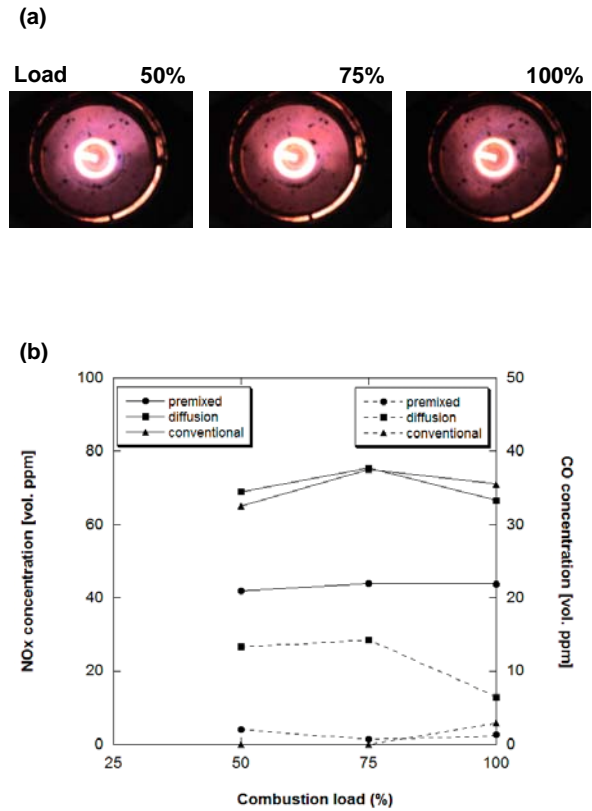 (a)
Load 50% 75% 100%
(b)
100 50
premixed premixed
diffusion diffusion
conventional conventional
80 40
60 30
40 20
20 10
0 0
25 50 75 100
NOx concentration [vol. ppm]
CO concentration [vol. ppm]
Combustion load (%)